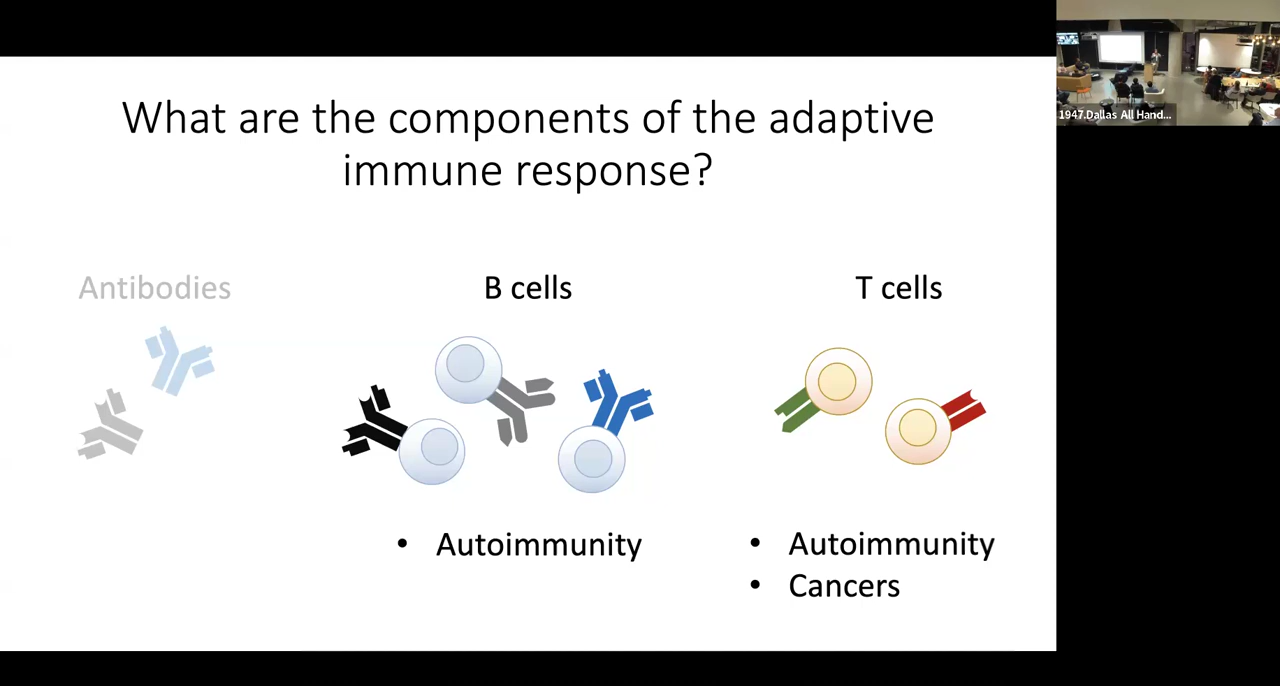 What are the components of the adaptive
immune response?
Antibodies
B cells
T cells
• Autoimmunity
• Autoimmunity
• Cancers
1947.Dallas All Hand...